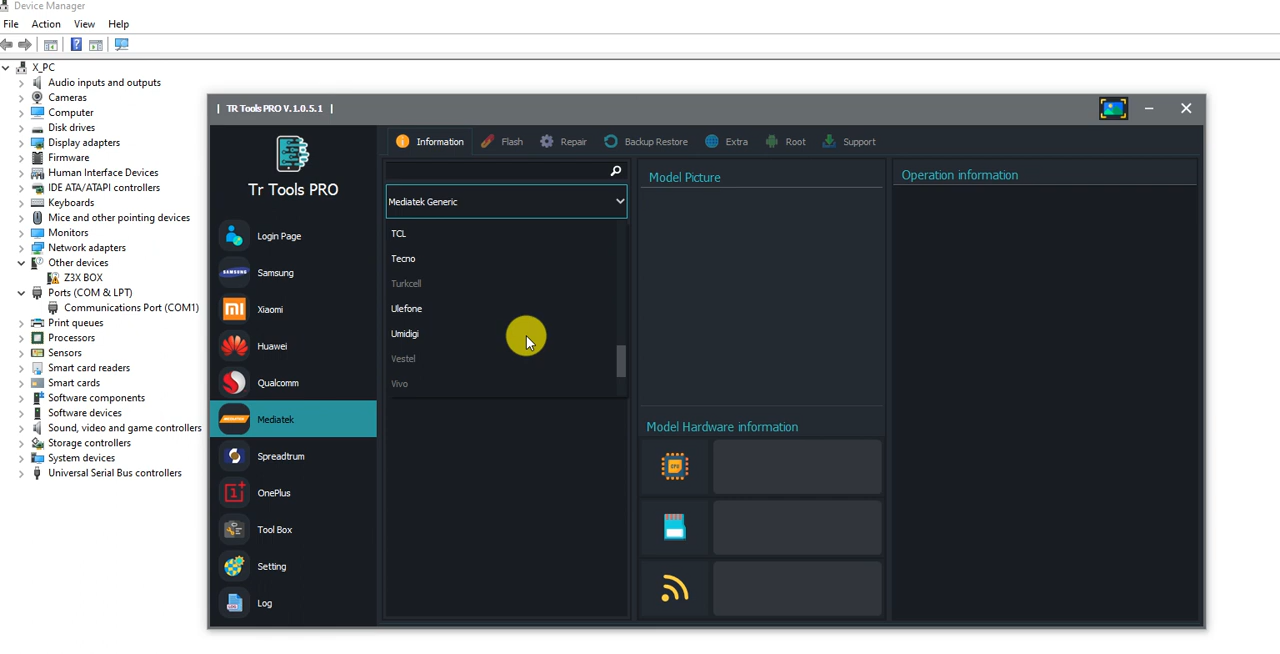 Device Manager
File Action View Help
X_PC
Audio inputs and outputs
Cameras
Computer
Disk drives
Display adapters
Firmware
Human Interface Devices
IDE ATA/ATAPI controllers
Keyboards
Mice and other pointing devices
Monitors
Network adapters
Other devices
Z3X BOX
Ports (COM & LPT)
Communications Port (COM1)
Print queues
Processors
Sensors
Smart card readers
Smart cards
Software components
Software devices
Sound, video and game controllers
Storage controllers
System devices
Universal Serial Bus controllers
| TR Tools PRO V.1.0.5.1 |
Tr Tools PRO
Login Page
SAMSUNG Samsung
Xiaomi
Huawei
Qualcomm
Mediatek
Spreadtrum
OnePlus
Tool Box
Setting
Log
Information Flash Repair Backup Restore Extra Root Support
Mediatek Generic
TCL
Tecno
Turkcell
Ulefone
Umidigi
Vestel
Vivo
Model Picture
Model Hardware information
CPU
Operation information